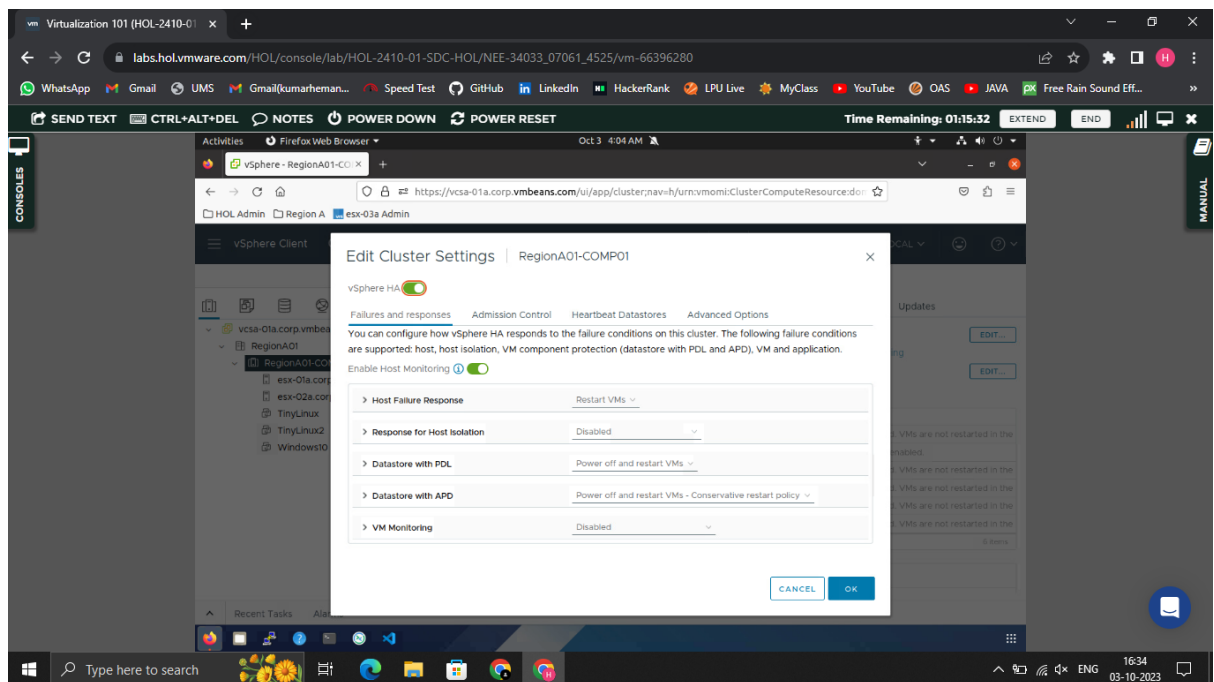 vm Virtualization 101 (HOL-2410-01
labs.hol.vmware.com/HOL/console/lab/HOL-2410-01-SDC-HOL/NEE-34033_07061_4525/vm-66396280
H
WhatsApp Gmail UMS Gmail(kumarheman... Speed Test GitHub LinkedIn HackerRank LPU Live MyClass YouTube OAS JAVA Free Rain Sound Eff... »
SEND TEXT CTRL+ALT+DEL NOTES POWER DOWN POWER RESET Time Remaining: 01:15:32 EXTEND END
CONSOLES
MANUAL
Activities Firefox Web Browser Oct 3 4:04 AM
vSphere - RegionA01-CO
https://vcsa-01a.corp.vmbeans.com/ui/app/cluster;nav=h/urn:vmomi:ClusterComputeResource:dom
HOL Admin Region A esx-03a Admin
vSphere Client
OCAL
Edit Cluster Settings | RegionA01-COMP01
vSphere HA
Failures and responses Admission Control Heartbeat Datastores Advanced Options
Updates
You can configure how vSphere HA responds to the failure conditions on this cluster. The following failure conditions
are supported: host, host isolation, VM component protection (datastore with PDL and APD), VM and application.
Enable Host Monitoring
vcsa-01a.corp.vmbea
RegionA01
RegionA01-CO
esx-01a.corp
esx-02a.cor
TinyLinux
TinyLinux2
Windows10
EDIT...
EDIT...
Host Failure Response Restart VMs
Response for Host Isolation Disabled
Datastore with PDL Power off and restart VMs
Datastore with APD Power off and restart VMs - Conservative restart policy
VM Monitoring Disabled
VMs are not restarted in the
enabled.
VMs are not restarted in the
VMs are not restarted in the
VMs are not restarted in the
VMs are not restarted in the
CANCEL OK
Recent Tasks Ala
Type here to search
ENG 16:34
03-10-2023